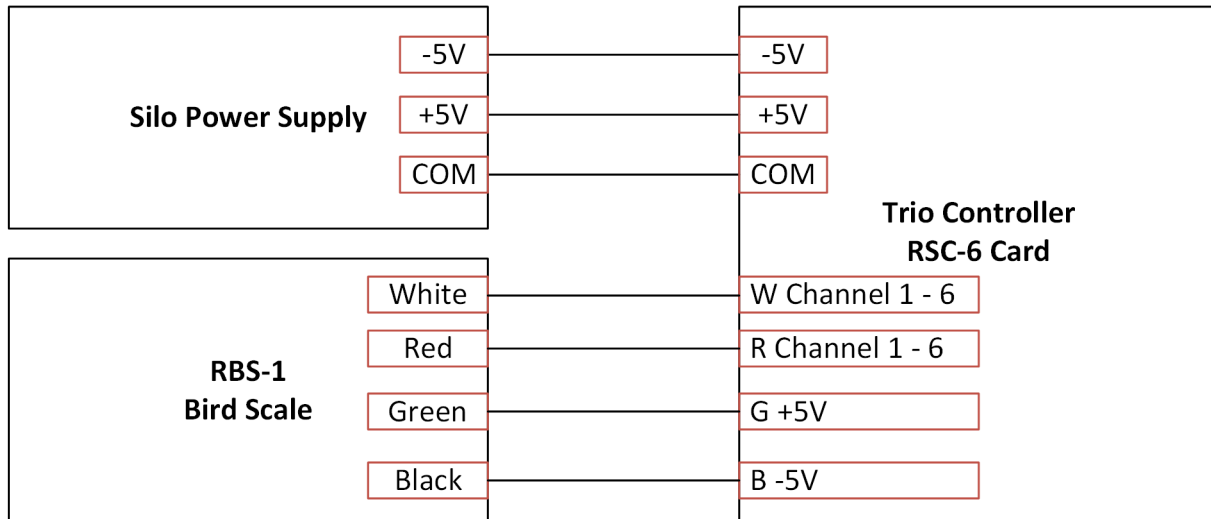 Silo Power Supply
-5V
+5V
COM
-5V
+5V
COM
Trio Controller
RSC-6 Card
RBS-1
Bird Scale
White
Red
Green
Black
W Channel 1 - 6
R Channel 1 - 6
G +5V
B -5V